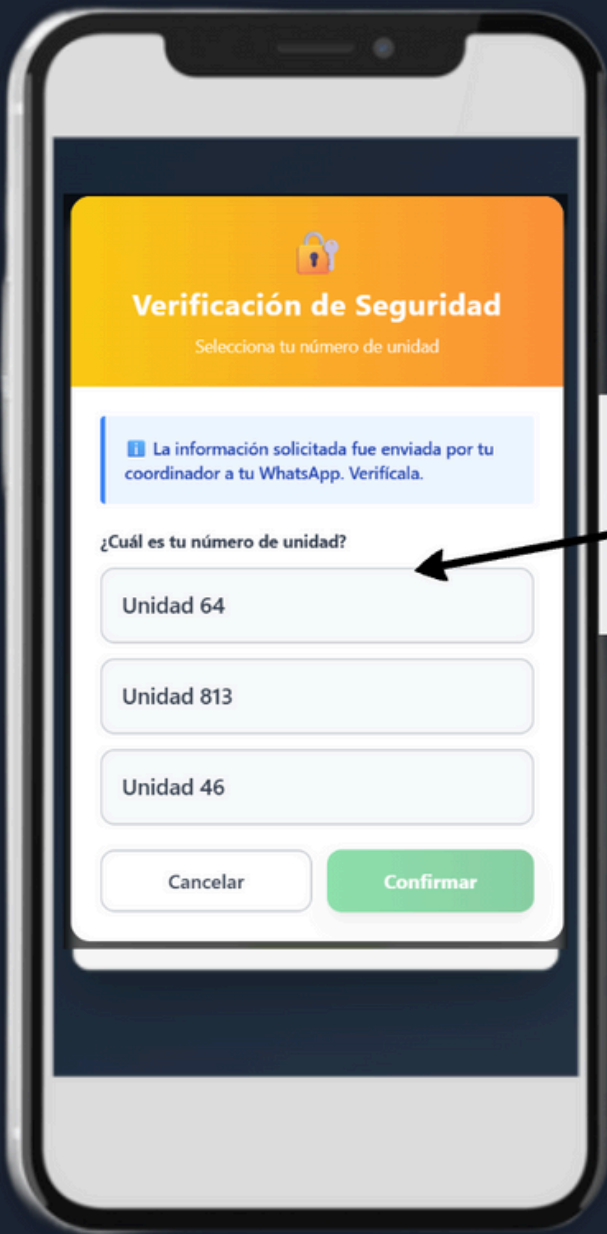 Verificación de Seguridad
Selecciona tu número de unidad
ℹ️ La información solicitada fue enviada por tu
coordinador a tu WhatsApp. Verifícala.
¿Cuál es tu número de unidad?
Unidad 64
Unidad 813
Unidad 46
Cancelar
Confirmar